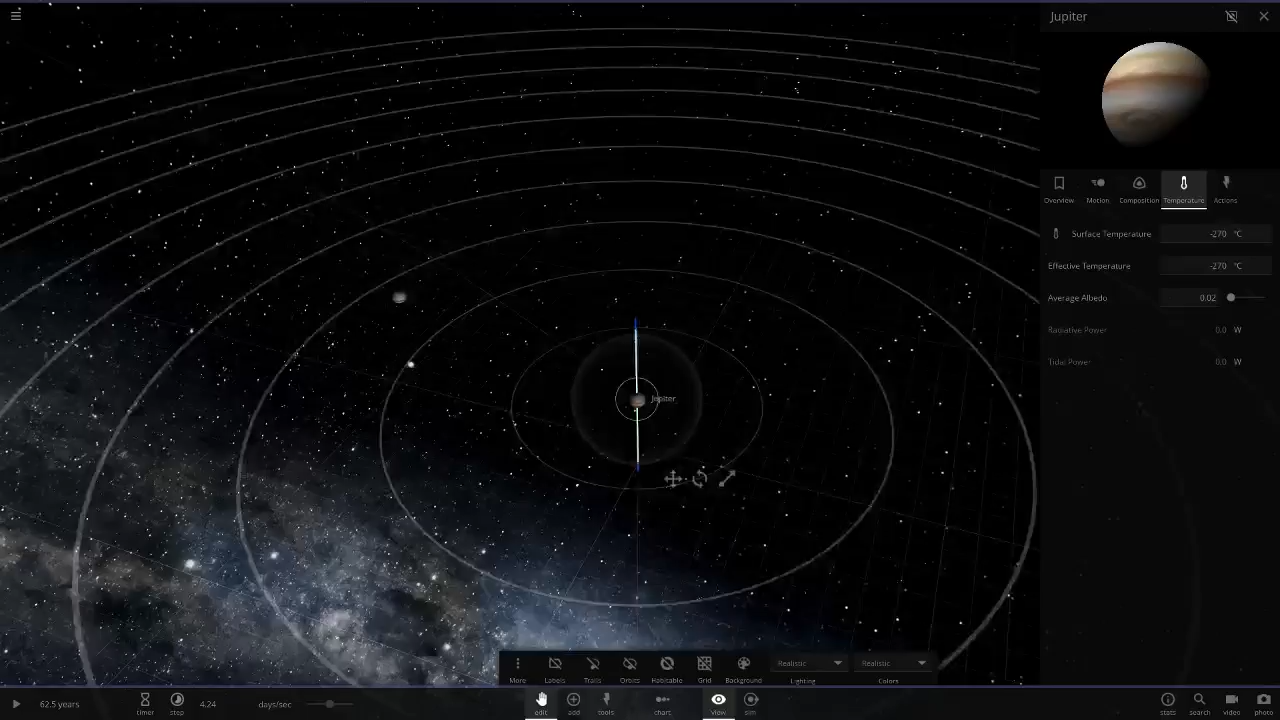 Jupiter
Overview Motion Composition Temperature Actions
Surface Temperature -270 °C
Effective Temperature -270 °C
Average Albedo 0.02
Radiative Power 0.0 W
Tidal Power 0.0 W
Jupiter
Realistic Realistic
More Labels Trails Orbits Habitable Grid Background Lighting Colors
62.5 years timer step 4.24 days/sec edit add tools chart view sim stats search video photo